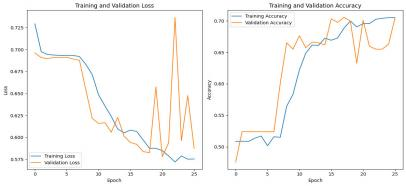 Training and Validation Loss
0.725
0.700
0.675
0.650
0.625
0.600
0.575
Loss
Training Loss
Validation Loss
0
5
10
15
20
25
Epoch
Training and Validation Accuracy
Training Accuracy
Validation Accuracy
0.70
0.65
0.60
0.55
0.50
Accuracy
0
5
10
15
20
25
Epoch